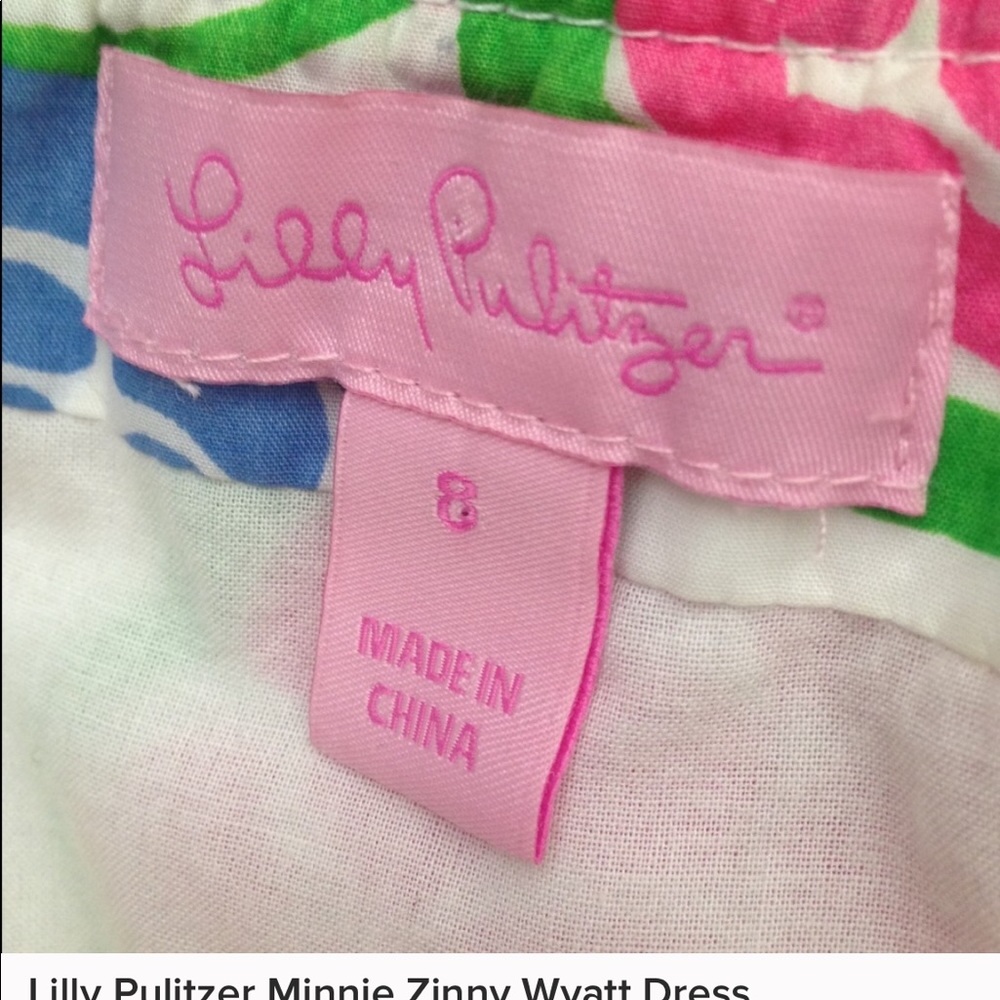 Lilly Pulitzer®
8
MADE IN
CHINA
Lilly Pulitzer Minnie Zinny Wyatt Dress